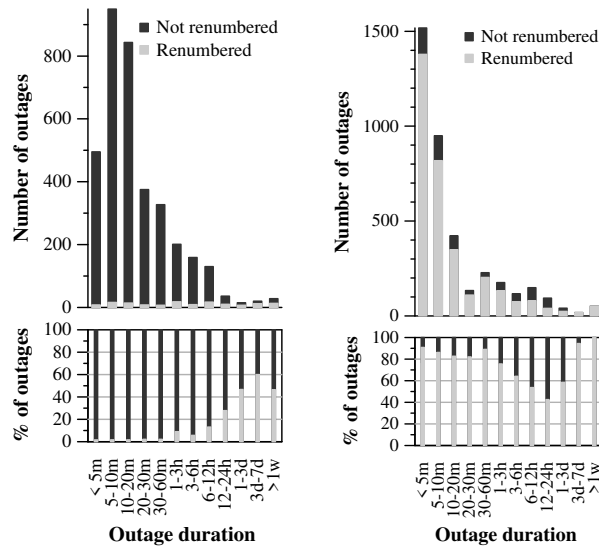 Not renumbered
Renumbered
Number of outages
800
600
400
200
0
% of outages
100
80
60
40
20
0
< 5m
5-10m
10-20m
20-30m
30-60m
1-3h
3-6h
6-12h
12-24h
1-3d
3d-7d
>1w
Outage duration
Not renumbered
Renumbered
Number of outages
1500
1000
500
0
% of outages
100
80
60
40
20
0
< 5m
5-10m
10-20m
20-30m
30-60m
1-3h
3-6h
6-12h
12-24h
1-3d
3d-7d
>1w
Outage duration